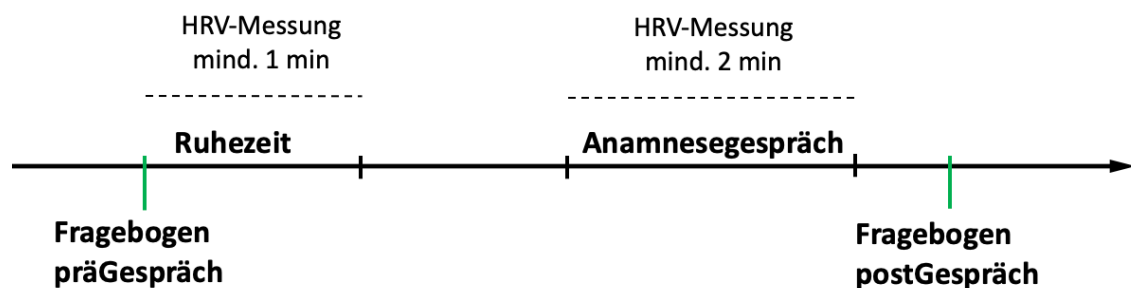 HRV-Messung
mind. 1 min
HRV-Messung
mind. 2 min
Ruhezeit
Anamnesegespräch
Fragebogen
präGespräch
Fragebogen
postGespräch